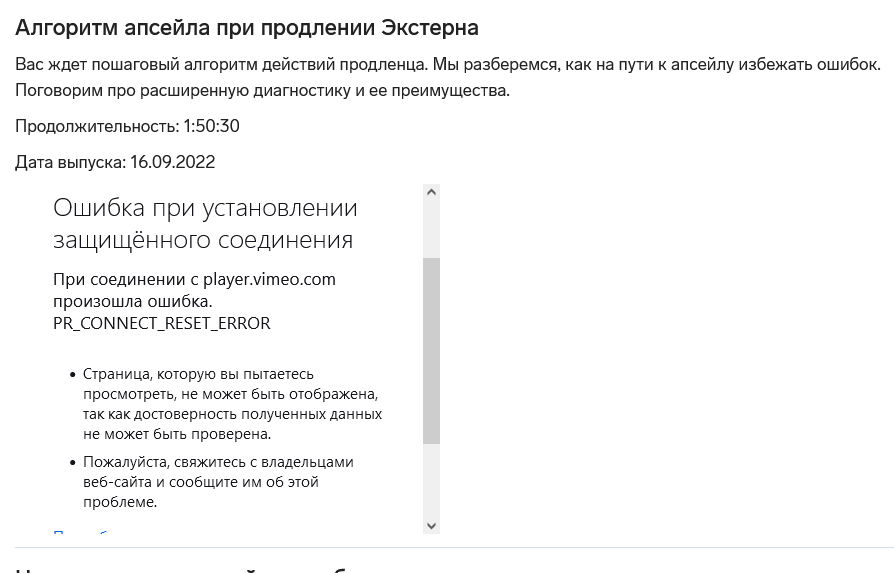 Алгоритм апсейла при продлении Экстерна
Вас ждет пошаговый алгоритм действий продленца. Мы разберемся, как на пути к апсейлу избежать ошибок.
Поговорим про расширенную диагностику и ее преимущества.
Продолжительность: 1:50:30
Дата выпуска: 16.09.2022
Ошибка при установлении
защищённого соединения
При соединении с player.vimeo.com
произошла ошибка.
PR_CONNECT_RESET_ERROR
• Страница, которую вы пытаетесь
просмотреть, не может быть отображена,
так как достоверность полученных данных
не может быть проверена.
• Пожалуйста, свяжитесь с владельцами
веб-сайта и сообщите им об этой
проблеме.